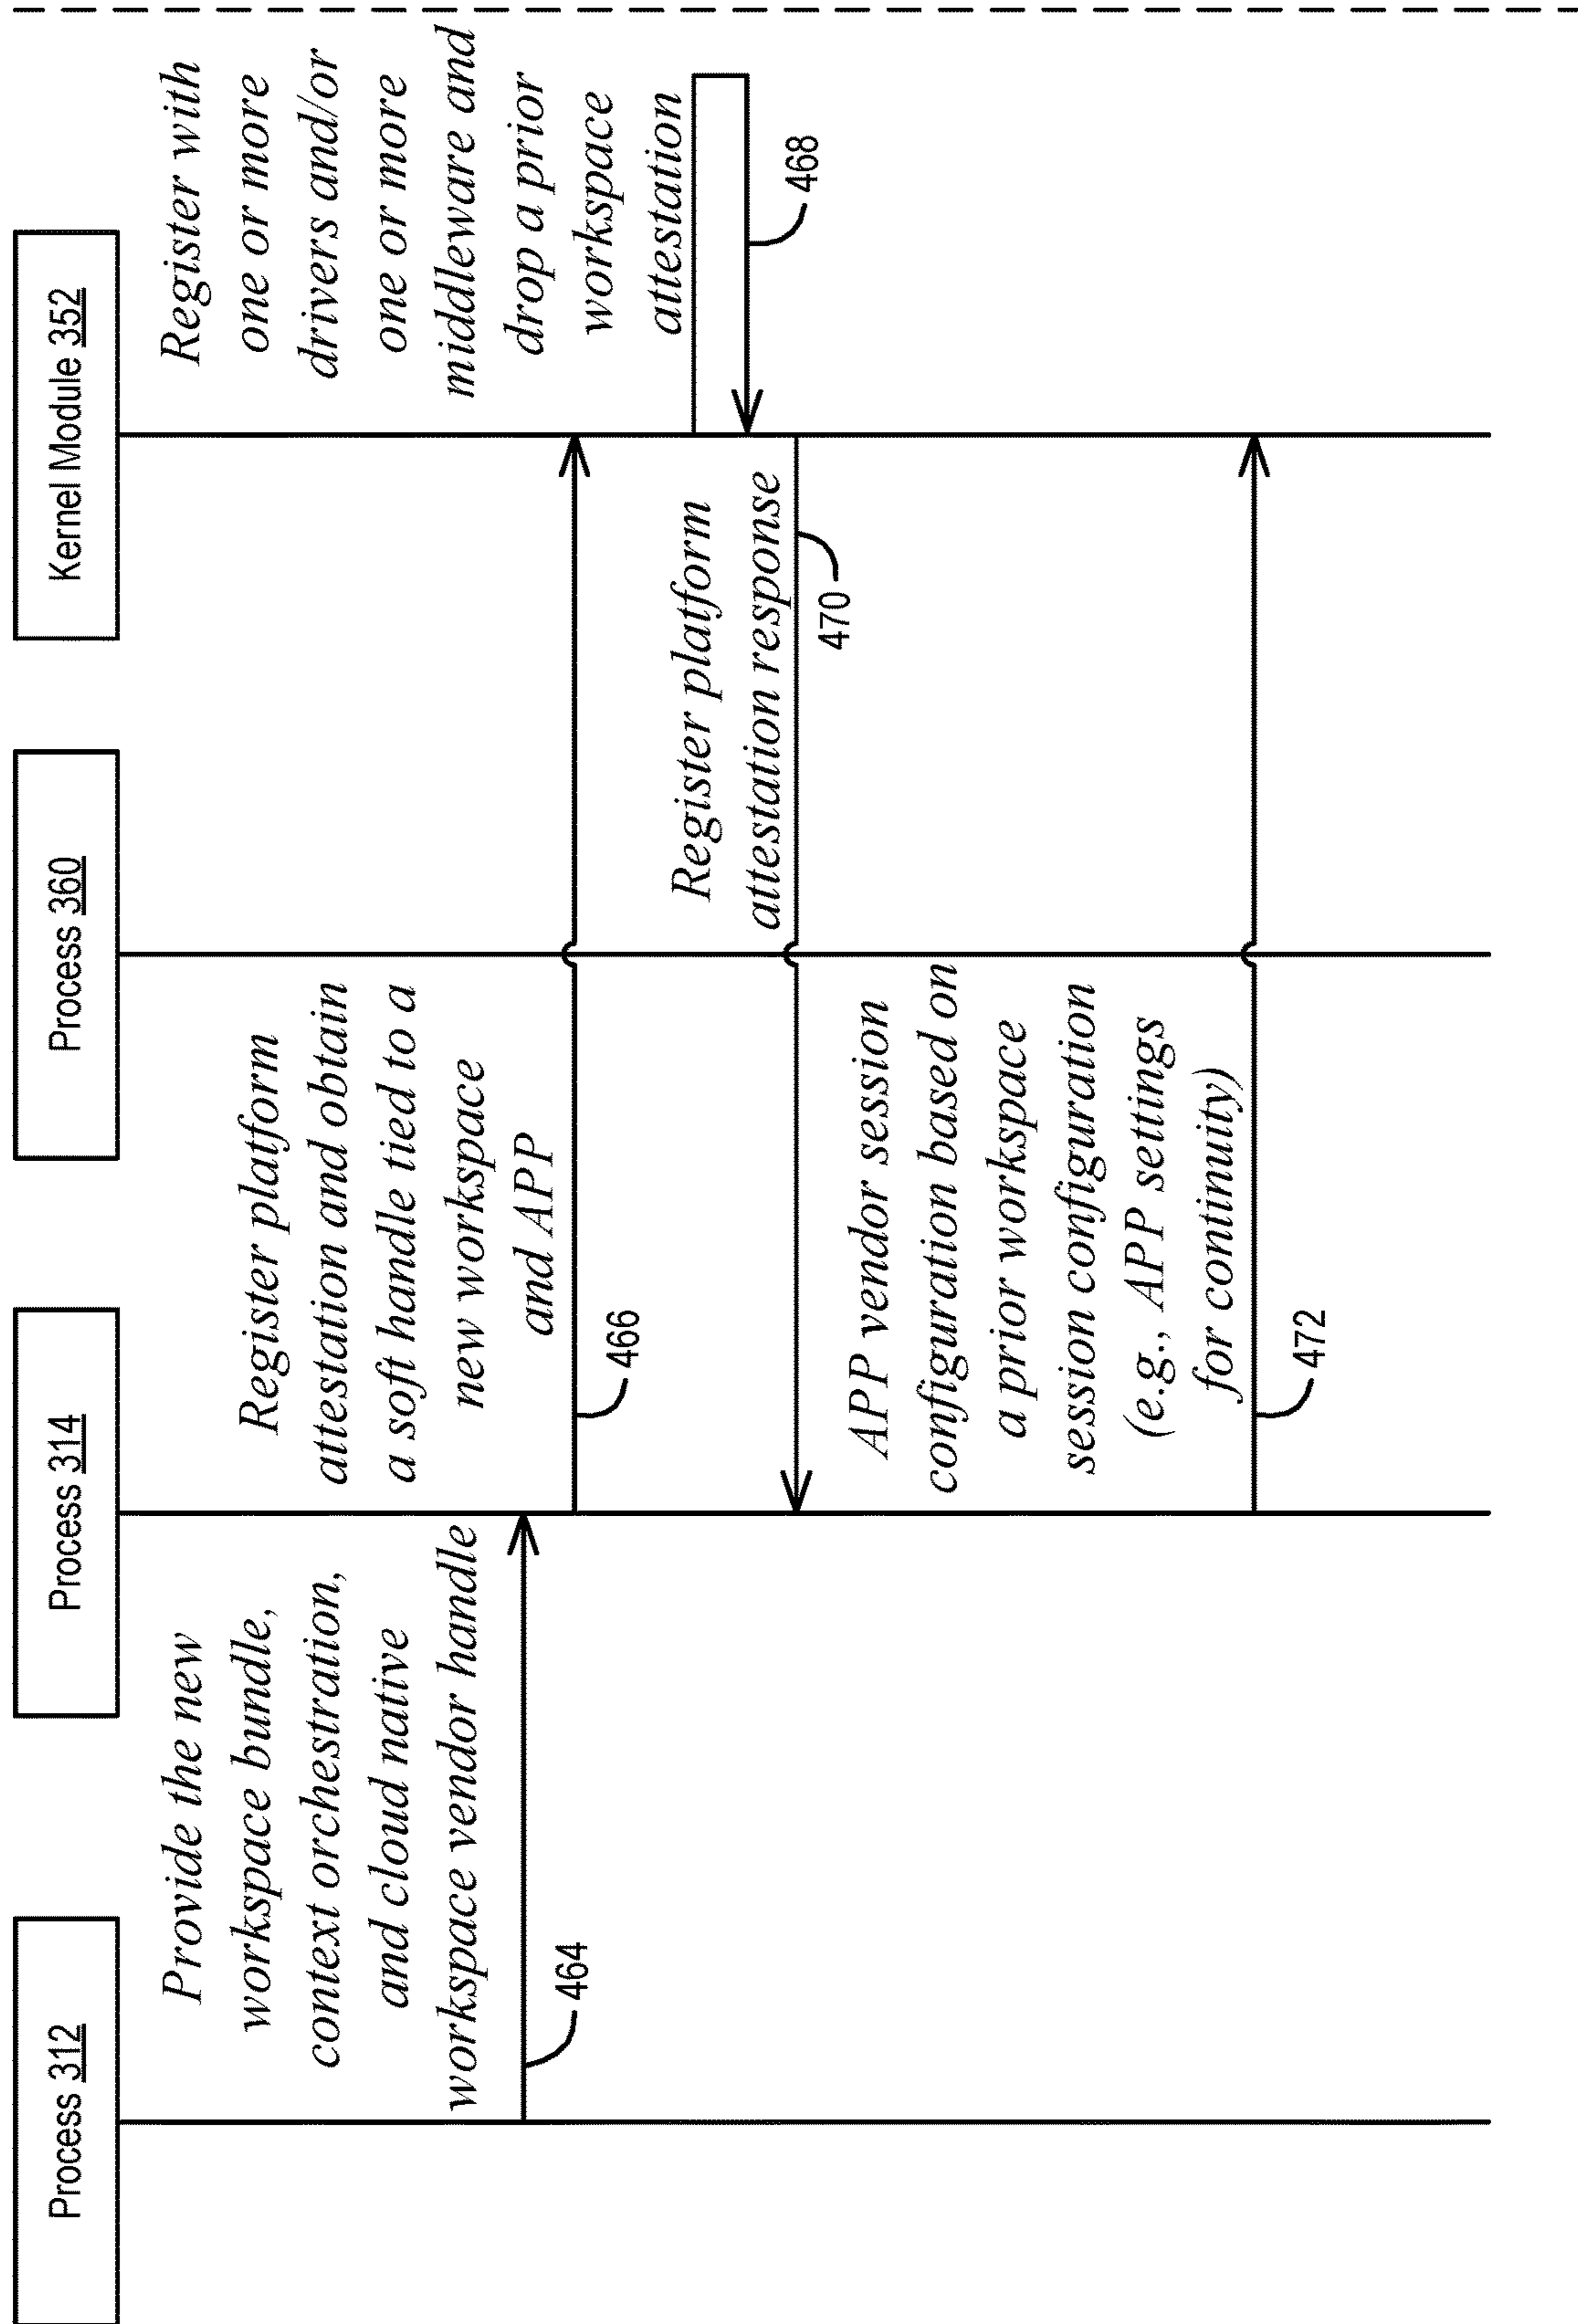 Process 312
Process 314
Process 360
Kernel Module 352
Provide the new
workspace bundle,
context orchestration,
and cloud native
workspace vendor handle
464
Register platform
attestation and obtain
a soft handle tied to a
new workspace
and APP
466
Register with
one or more
drivers and/or
one or more
middleware and
drop a prior
workspace
attestation
468
Register platform
attestation response
470
APP vendor session
configuration based on
a prior workspace
session configuration
(e.g., APP settings
for continuity)
472